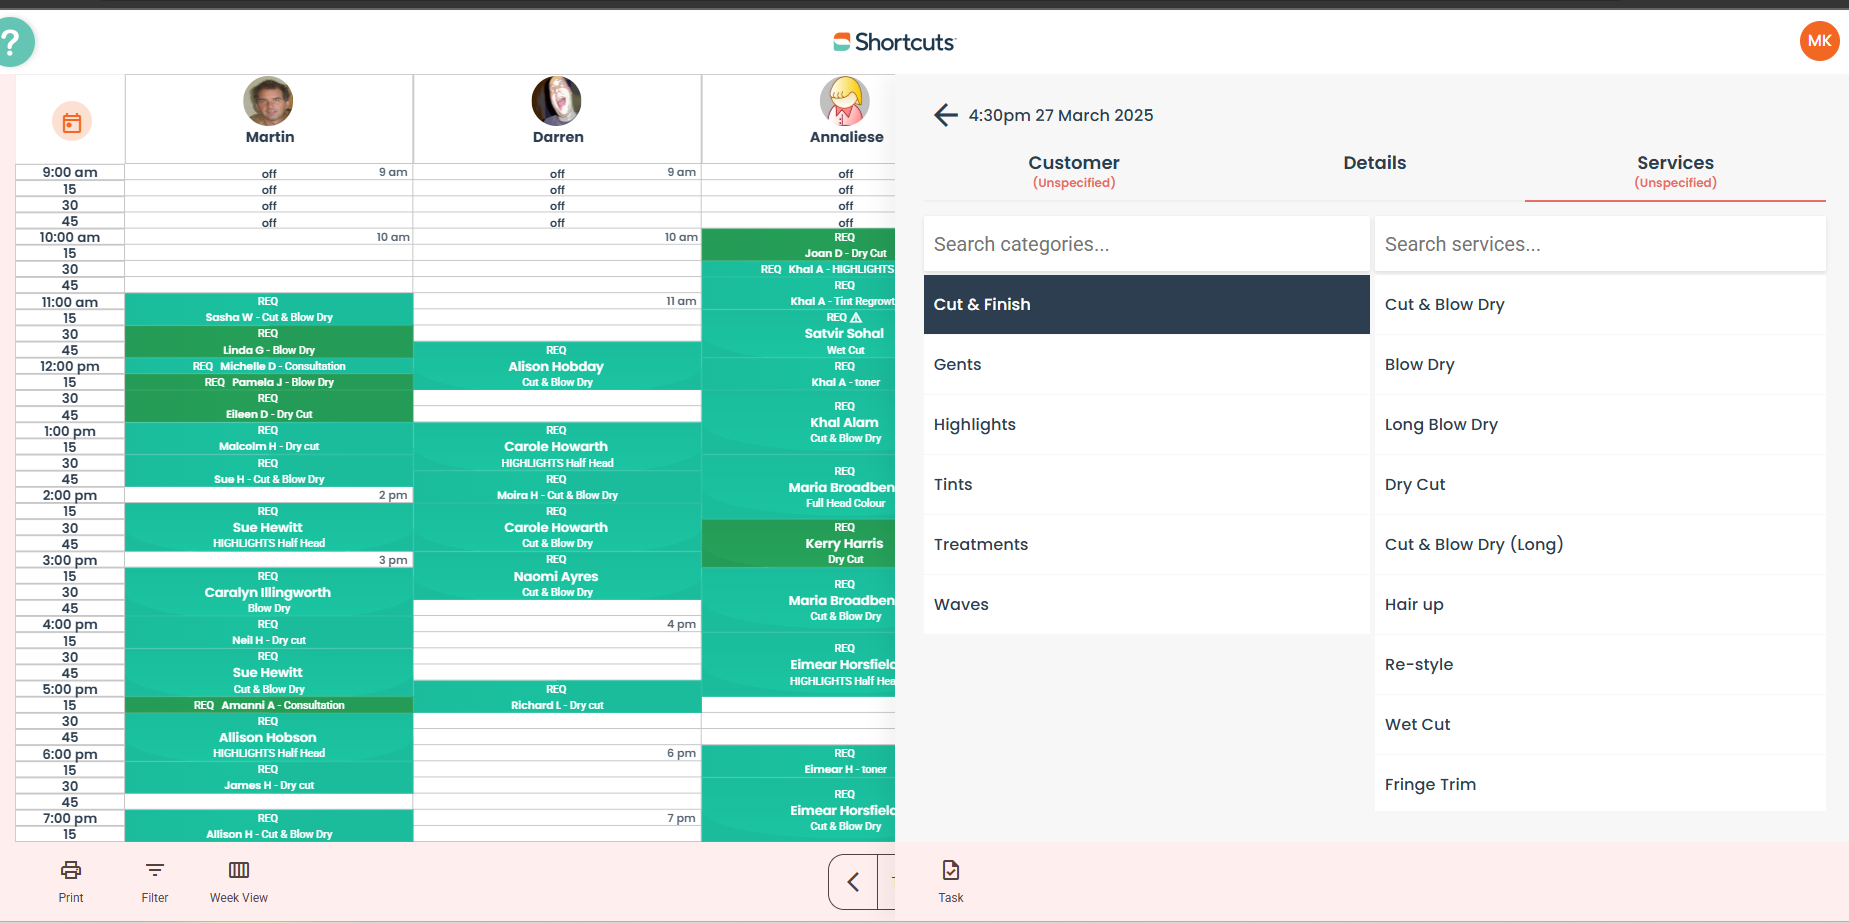 ?
Shortcuts
MK
Martin
Darren
Annaliese
4:30pm 27 March 2025
Customer
(Unspecified)
Details
Services
(Unspecified)
Search categories...
Search services...
Cut & Finish
Gents
Highlights
Tints
Treatments
Waves
Cut & Blow Dry
Blow Dry
Long Blow Dry
Dry Cut
Cut & Blow Dry (Long)
Hair up
Re-style
Wet Cut
Fringe Trim
9:00 am
15
30
45
10:00 am
15
30
45
11:00 am
15
30
45
12:00 pm
15
30
45
1:00 pm
15
30
45
2:00 pm
15
30
45
3:00 pm
15
30
45
4:00 pm
15
30
45
5:00 pm
15
30
45
6:00 pm
15
30
45
7:00 pm
15
off 9 am
off
off
off
10 am
REQ
Sasha W - Cut & Blow Dry
REQ
Linda G - Blow Dry
REQ Michelle D - Consultation
REQ Pamela J - Blow Dry
REQ
Eileen D - Dry Cut
REQ
Malcolm H - Dry cut
REQ
Sue H - Cut & Blow Dry
2 pm
REQ
Sue Hewitt
HIGHLIGHTS Half Head
3 pm
REQ
Caralyn Illingworth
Blow Dry
REQ
Neil H - Dry cut
REQ
Sue Hewitt
Cut & Blow Dry
REQ Amanni A - Consultation
REQ
Allison Hobson
HIGHLIGHTS Half Head
REQ
James H - Dry cut
REQ
Allison H - Cut & Blow Dry
off 9 am
off
off
off
10 am
11 am
REQ
Alison Hobday
Cut & Blow Dry
REQ
Carole Howarth
HIGHLIGHTS Half Head
REQ
Moira H - Cut & Blow Dry
REQ
Carole Howarth
Cut & Blow Dry
REQ
Naomi Ayres
Cut & Blow Dry
4 pm
REQ
Richard L - Dry cut
6 pm
7 pm
off
off
off
off
REQ
Joan D - Dry Cut
REQ Khal A - HIGHLIGHTS
REQ
Khal A - Tint Regrowt
REQ
Satvir Sohal
Wet Cut
REQ
Khal A - toner
REQ
Khal Alam
Cut & Blow Dry
REQ
Maria Broadben
Full Head Colour
REQ
Kerry Harris
Dry Cut
REQ
Maria Broadben
Cut & Blow Dry
REQ
Eimear Horsfield
HIGHLIGHTS Half Hea
REQ
Eimear H - toner
REQ
Eimear Horsfield
Cut & Blow Dry
Print
Filter
Week View
Task